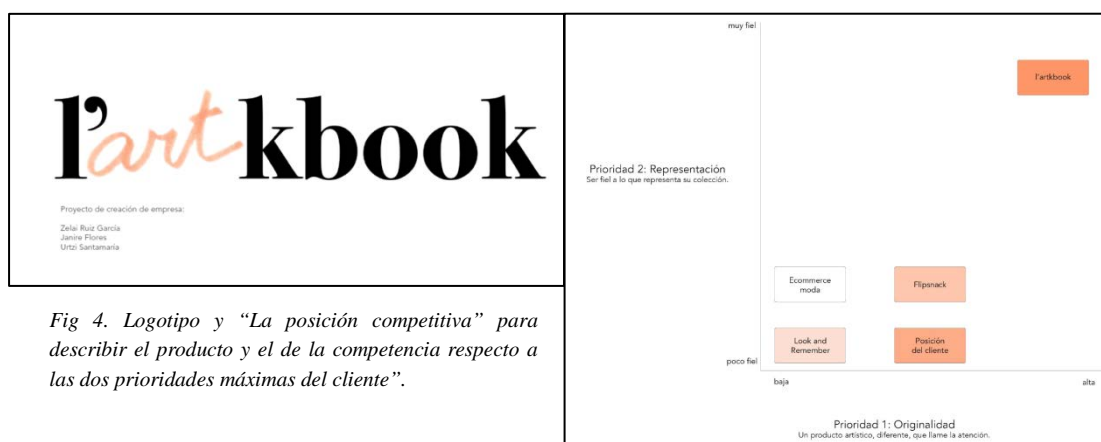 l'artkbook
Proyecto de creación de empresa:
Zelai Ruiz García
Janire Flores
Urtzi Santamaría
Fig 4. Logotipo y “La posición competitiva” para
describir el producto y el de la competencia respecto a
las dos prioridades máximas del cliente”.
muy fiel
l'artkbook
Prioridad 2: Representación
Ser fiel a lo que representa su colección.
Ecommerce
moda
Flipsnack
Look and
Remember
Posición
del cliente
poco fiel
baja
alta
Prioridad 1: Originalidad
Un producto artístico, diferente, que llame la atención.